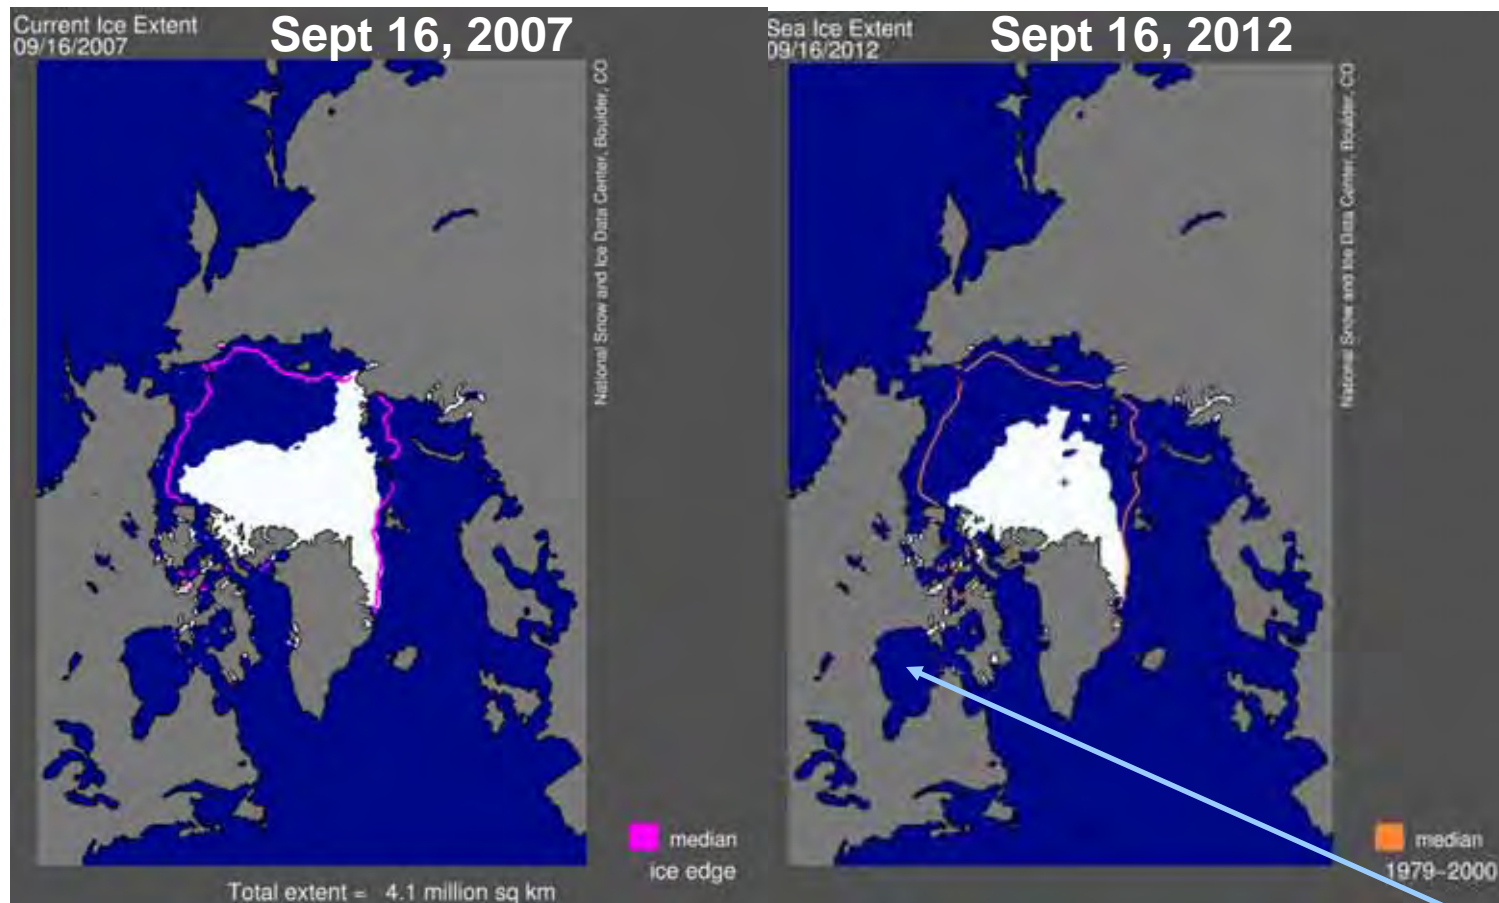 Current Ice Extent
09/16/2007
Sept 16, 2007
National Snow and Ice Data Center, Boulder, CO
median
ice edge
Total extent = 4.1 million sq km
Sea Ice Extent
09/16/2012
Sept 16, 2012
National Snow and Ice Data Center, Boulder, CO
median
1979–2000